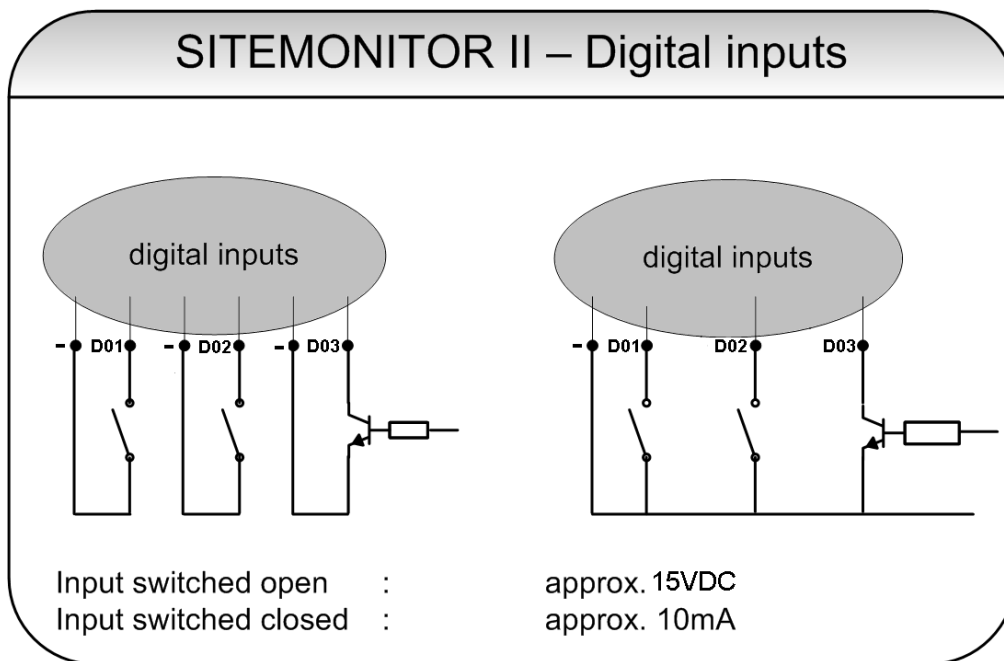 SITEMONITOR II – Digital inputs
digital inputs
digital inputs
- D01 - D02 - D03
- D01 D02 D03
Input switched open : approx. 15VDC
Input switched closed : approx. 10mA